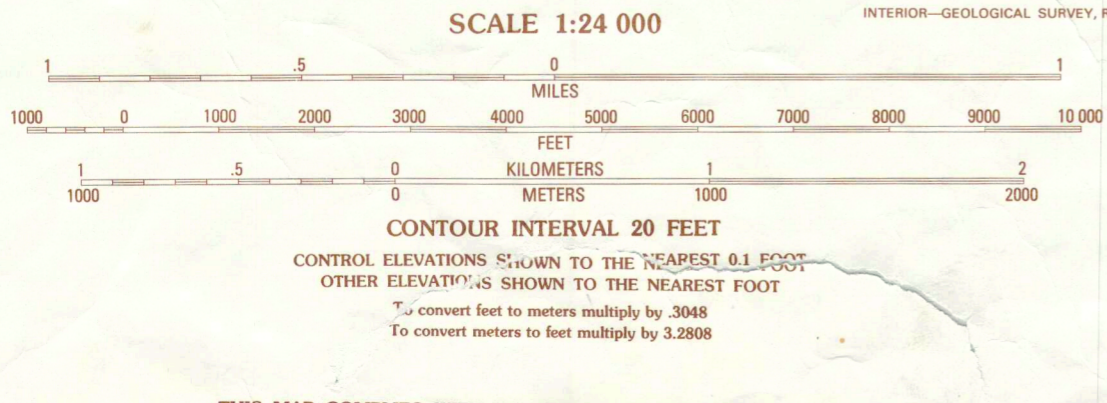 INTERIOR—GEOLOGICAL SURVEY,
SCALE 1:24 000
1 .5 0 1
MILES
1000 0 1000 2000 3000 4000 5000 6000 7000 8000 9000 10 000
FEET
1 .5 0 KILOMETERS 1 2
1000 0 METERS 1000 2000
CONTOUR INTERVAL 20 FEET
CONTROL ELEVATIONS SHOWN TO THE NEAREST 0.1 FOOT
OTHER ELEVATIONS SHOWN TO THE NEAREST FOOT
To convert feet to meters multiply by .3048
To convert meters to feet multiply by 3.2808